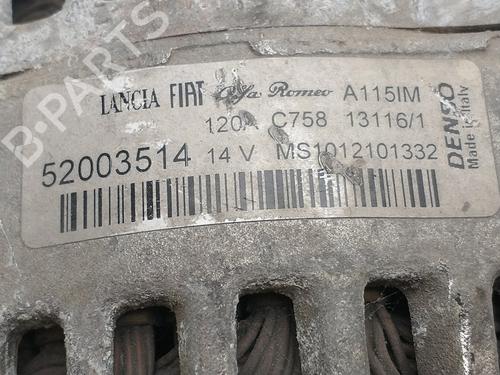 B-PARTS
LANCIA FIAT Alfa Romeo A115IM
120A C758 13116/1
52003514 14 V MS1012101332
DENSO
Made in Italy